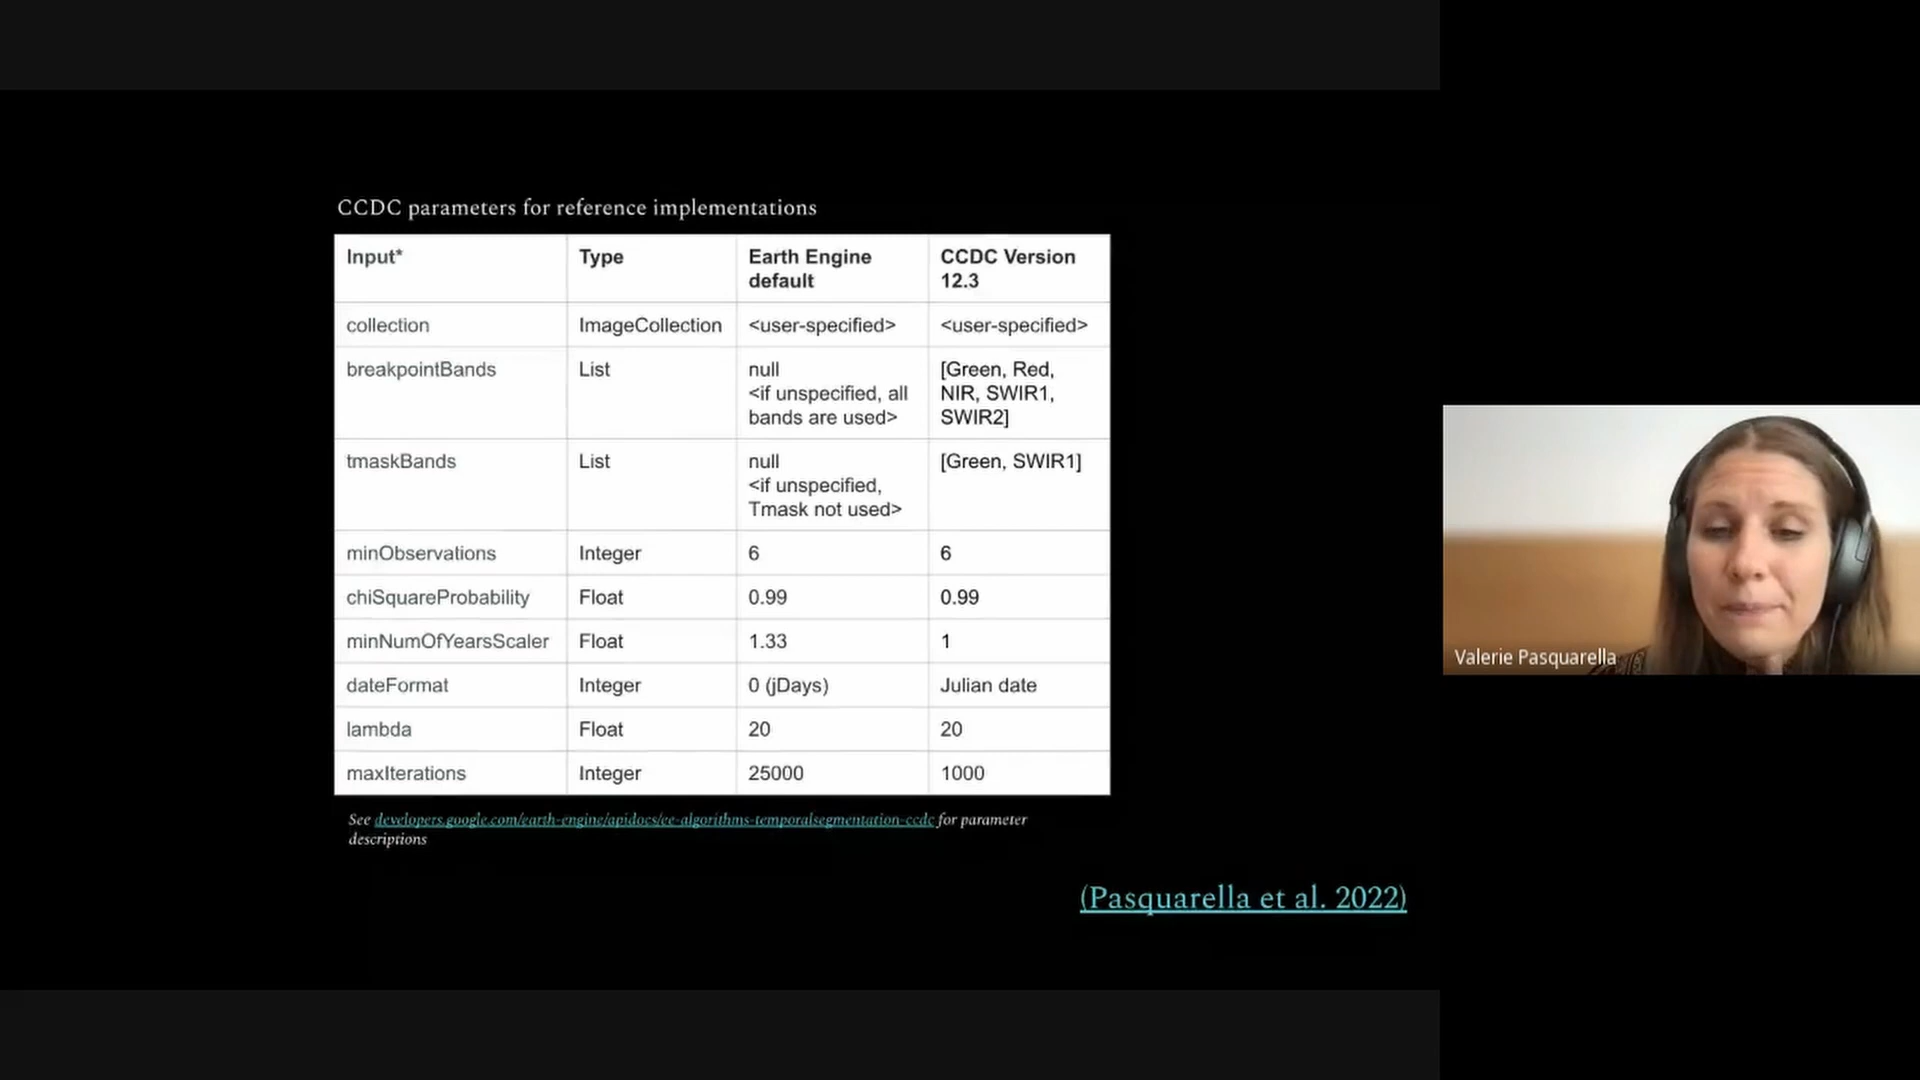 CCDC parameters for reference implementations
Input* Type Earth Engine default CCDC Version 12.3
collection ImageCollection <user-specified> <user-specified>
breakpointBands List null <if unspecified, all bands are used> [Green, Red, NIR, SWIR1, SWIR2]
tmaskBands List null <if unspecified, Tmask not used> [Green, SWIR1]
minObservations Integer 6 6
chiSquareProbability Float 0.99 0.99
minNumOfYearsScaler Float 1.33 1
dateFormat Integer 0 (jDays) Julian date
lambda Float 20 20
maxIterations Integer 25000 1000
See developers.google.com/earth-engine/apidocs/ee-algorithms-temporalsegmentation-ccdc for parameter
descriptions
(Pasquarella et al. 2022)
Valerie Pasquarella